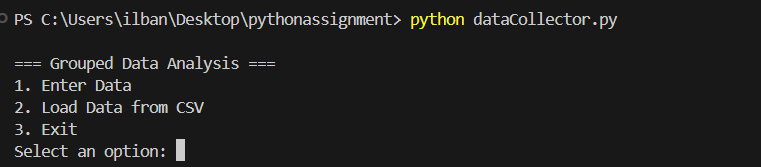 PS C:\Users\ilban\Desktop\pythonassignment> python dataCollector.py
=== Grouped Data Analysis ===
1. Enter Data
2. Load Data from CSV
3. Exit
Select an option: